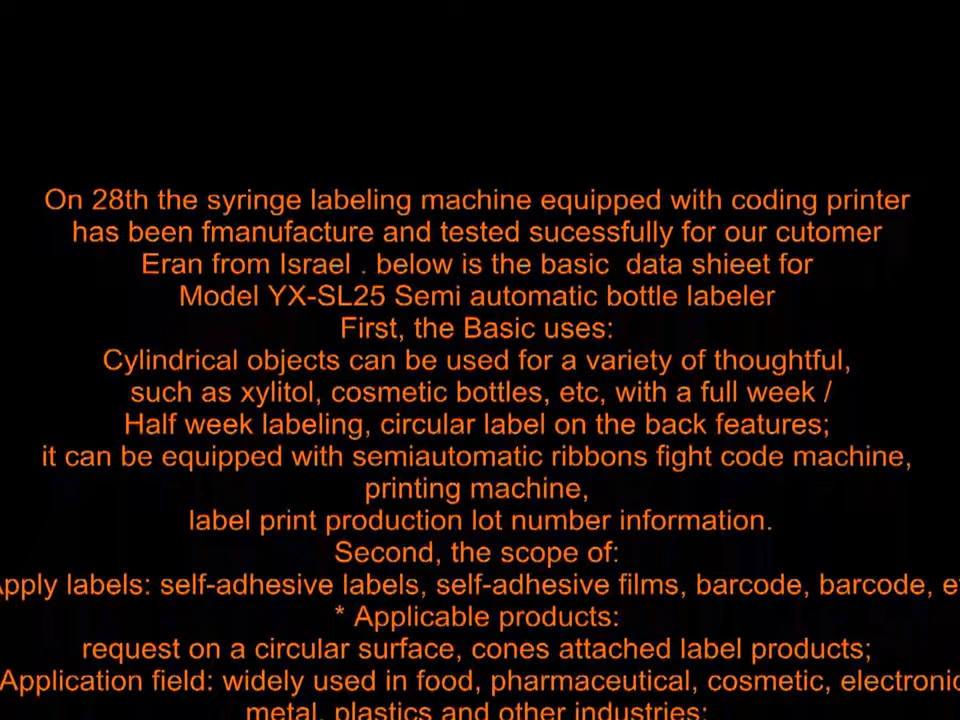 On 28th the syringe labeling machine equipped with coding printer
has been fmanufacture and tested sucessfully for our cutomer
Eran from Israel . below is the basic  data shieet for
Model YX-SL25 Semi automatic bottle labeler
First, the Basic uses:
Cylindrical objects can be used for a variety of thoughtful,
such as xylitol, cosmetic bottles, etc, with a full week /
Half week labeling, circular label on the back features;
it can be equipped with semiautomatic ribbons fight code machine,
printing machine,
label print production lot number information.
Second, the scope of:
Apply labels: self-adhesive labels, self-adhesive films, barcode, barcode,
* Applicable products:
request on a circular surface, cones attached label products;
Application field: widely used in food, pharmaceutical, cosmetic, electronic
metal, plastics and other industries;